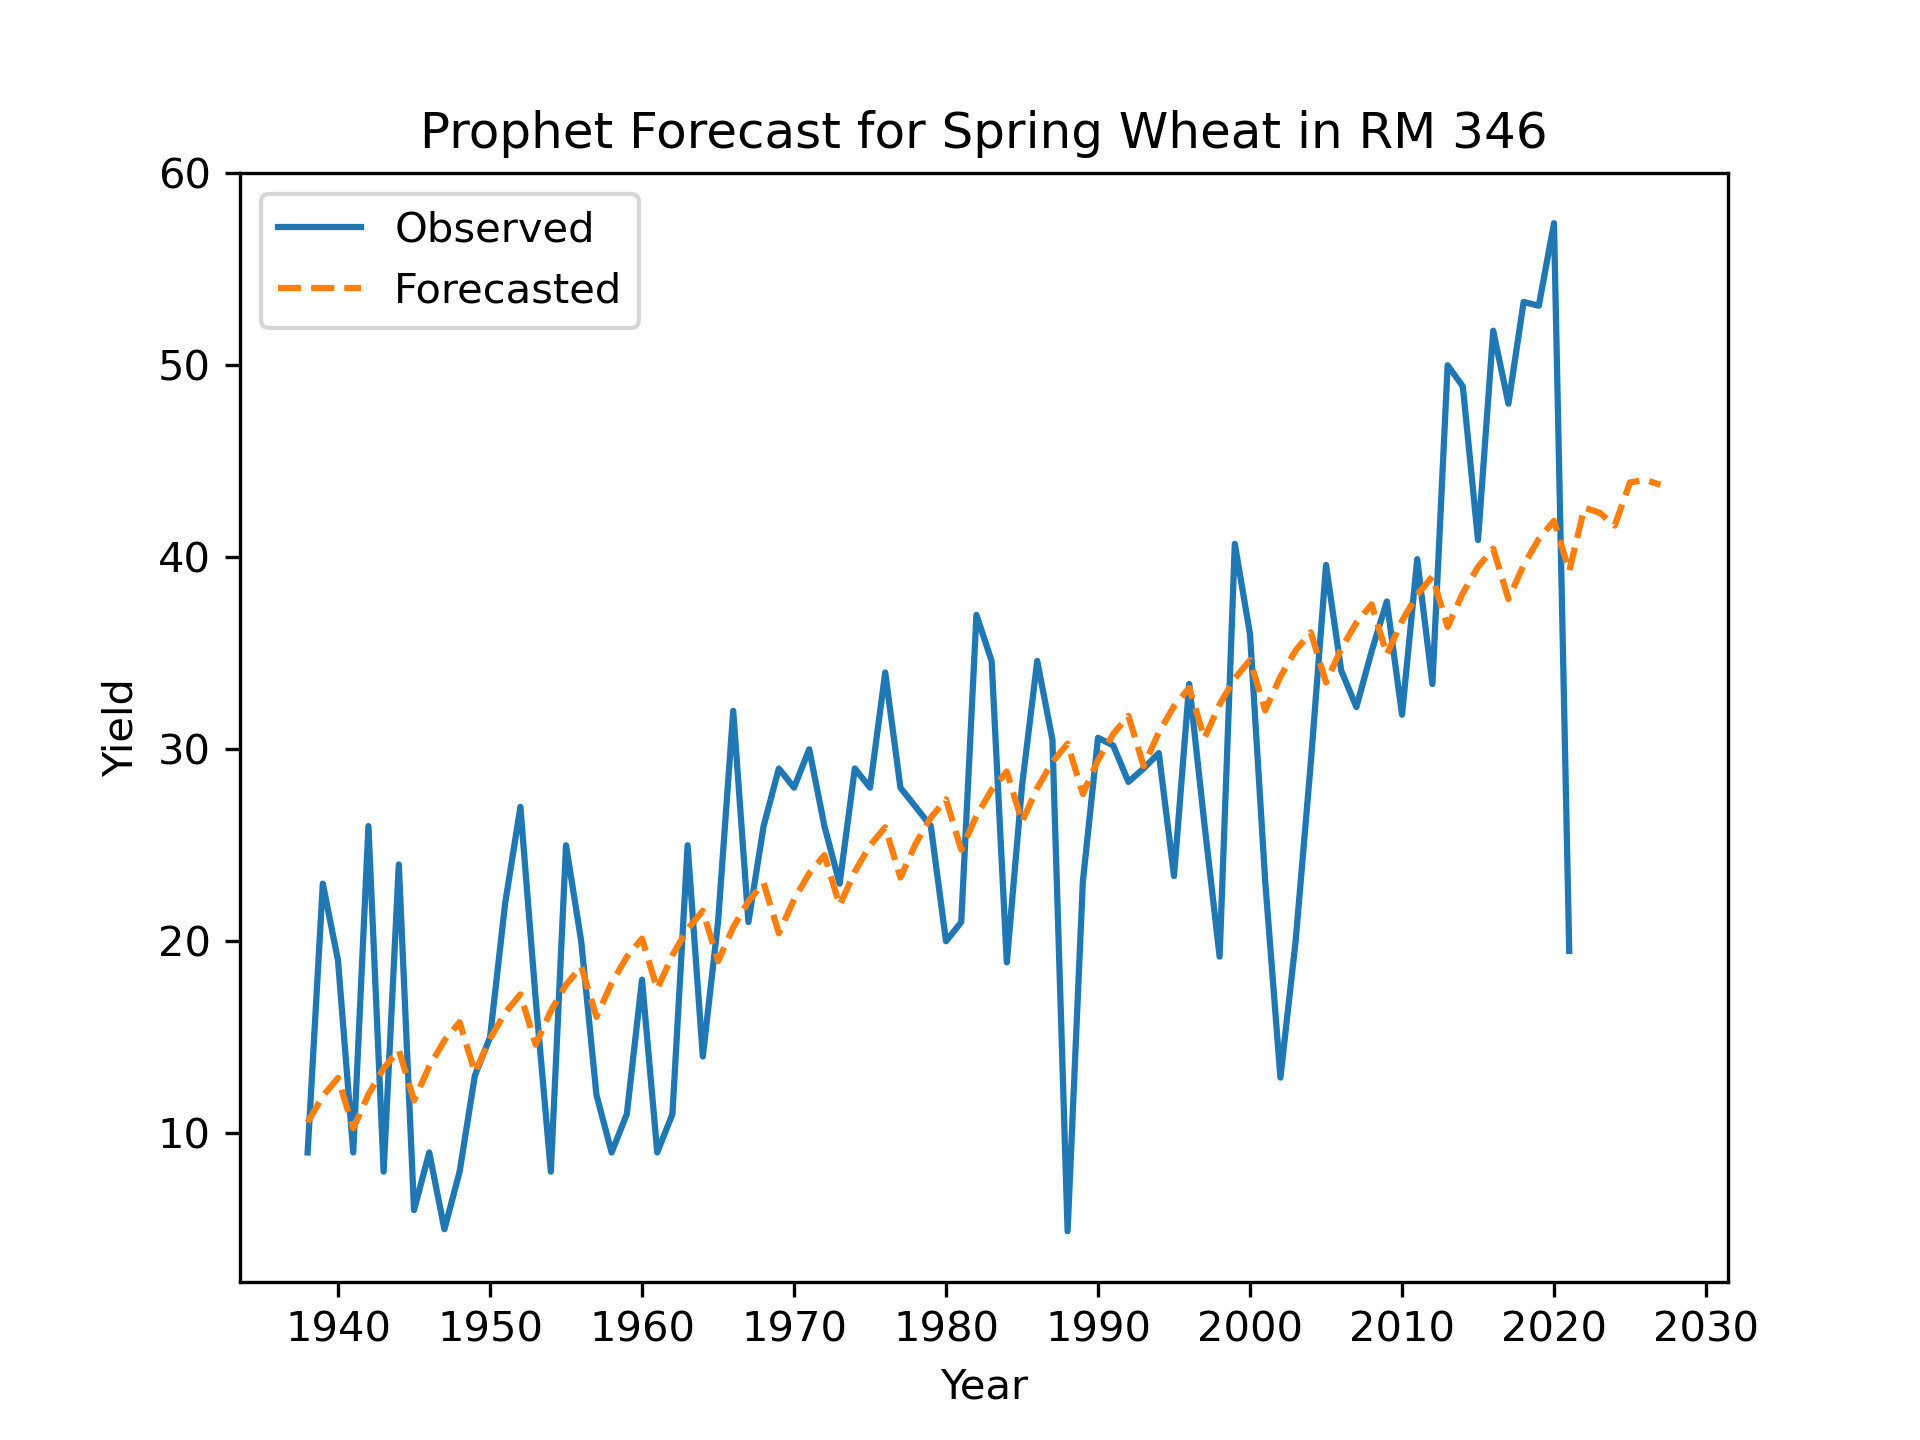 Prophet Forecast for Spring Wheat in RM 346
Observed
Forecasted
60
50
40
30
20
10
Yield
1940 1950 1960 1970 1980 1990 2000 2010 2020 2030
Year